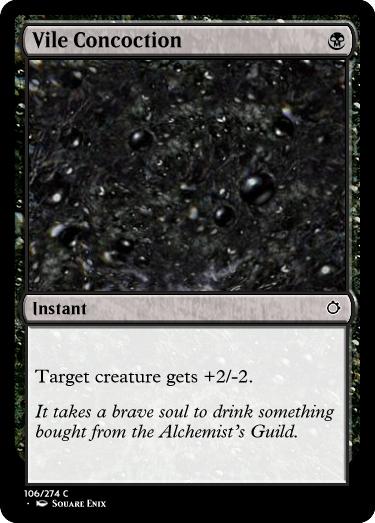 Vile Concoction
Instant
Target creature gets +2/-2.
It takes a brave soul to drink something
bought from the Alchemist's Guild.
106/274 C
· Square Enix